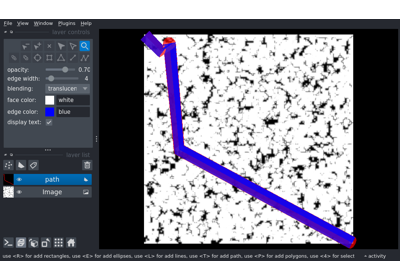 File View Window Plugins Help
layer controls
opacity: 0.70
edge width: 4
blending: translucen
face color: white
edge color: blue
display text:
layer list
path
Image
use <R> for add rectangles, use <E> for add ellipses, use <L> for add lines, use <T> for add path, use <P> for add polygons, use <4> for select
activity